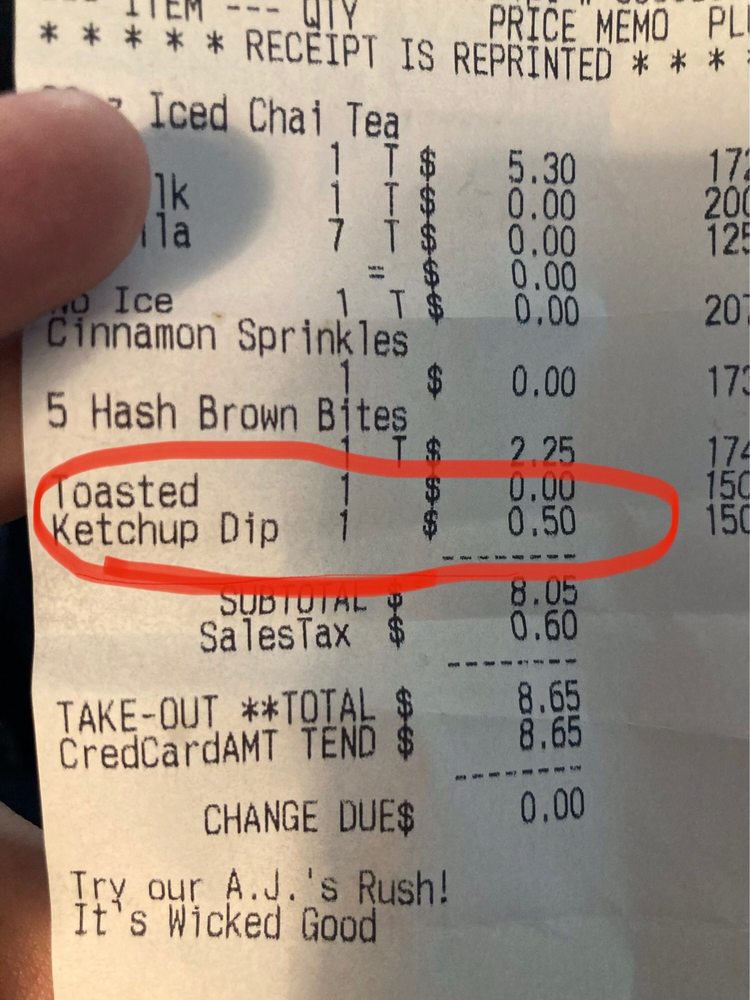 ITEM --- QTY PRICE MEMO
* * * * * RECEIPT IS REPRINTED * * * *
Iced Chai Tea
1 T $ 5.30
1 T $ 0.00
7 T $ 0.00
= $ 0.00
No Ice 1 T $ 0.00
Cinnamon Sprinkles
1 $ 0.00
5 Hash Brown Bites
1 T $ 2.25
Toasted 1 $ 0.00
Ketchup Dip 1 $ 0.50
--------
SUBTOTAL $ 8.05
SalesTax $ 0.60
--------
TAKE-OUT **TOTAL $ 8.65
CredCardAMT TEND $ 8.65
--------
CHANGE DUE$ 0.00
Try our A.J.'s Rush!
It's Wicked Good